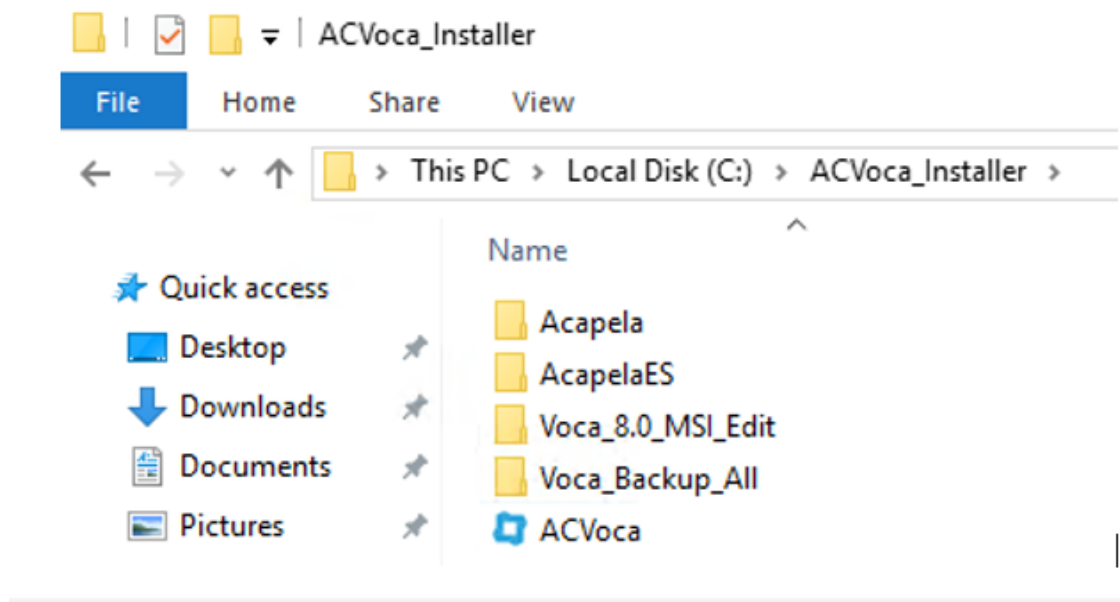 ACVoca_Installer
File Home Share View
This PC > Local Disk (C:) > ACVoca_Installer >
Name
Quick access
Desktop
Downloads
Documents
Pictures
Acapela
AcapelaES
Voca_8.0_MSI_Edit
Voca_Backup_All
ACVoca